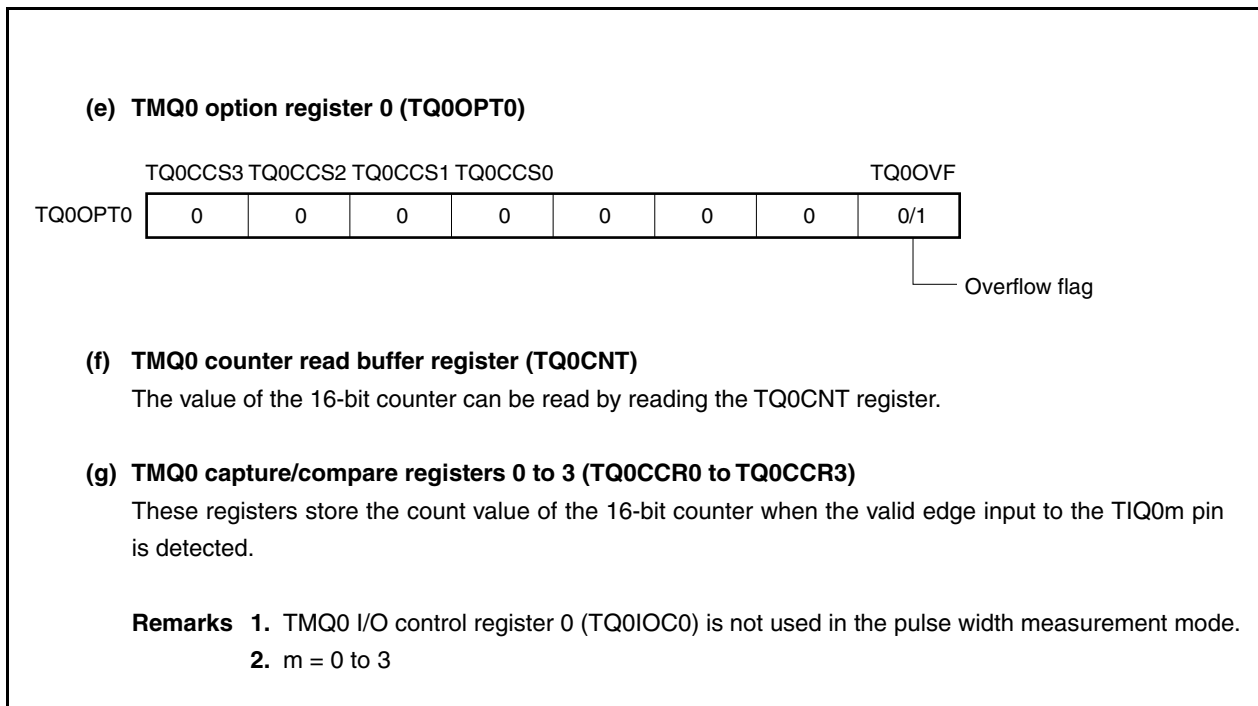 (e) TMQ0 option register 0 (TQ0OPT0)
TQ0CCS3 TQ0CCS2 TQ0CCS1 TQ0CCS0 TQ0OVF
TQ0OPT0 0 0 0 0 0 0 0 0/1
Overflow flag
(f) TMQ0 counter read buffer register (TQ0CNT)
The value of the 16-bit counter can be read by reading the TQ0CNT register.
(g) TMQ0 capture/compare registers 0 to 3 (TQ0CCR0 to TQ0CCR3)
These registers store the count value of the 16-bit counter when the valid edge input to the TIQ0m pin
is detected.
Remarks 1. TMQ0 I/O control register 0 (TQ0IOC0) is not used in the pulse width measurement mode.
2. m = 0 to 3